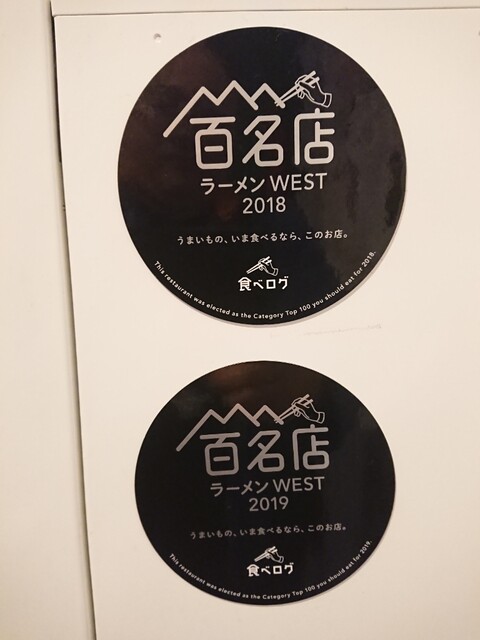 百名店
ラーメン WEST
2018
うまいもの、いま食べるなら、このお店。
食べログ
This restaurant was elected as the Category Top 100 you should eat for 2018.
百名店
ラーメン WEST
2019
うまいもの、いま食べるなら、このお店。
食べログ
This restaurant was elected as the Category Top 100 you should eat for 2019.